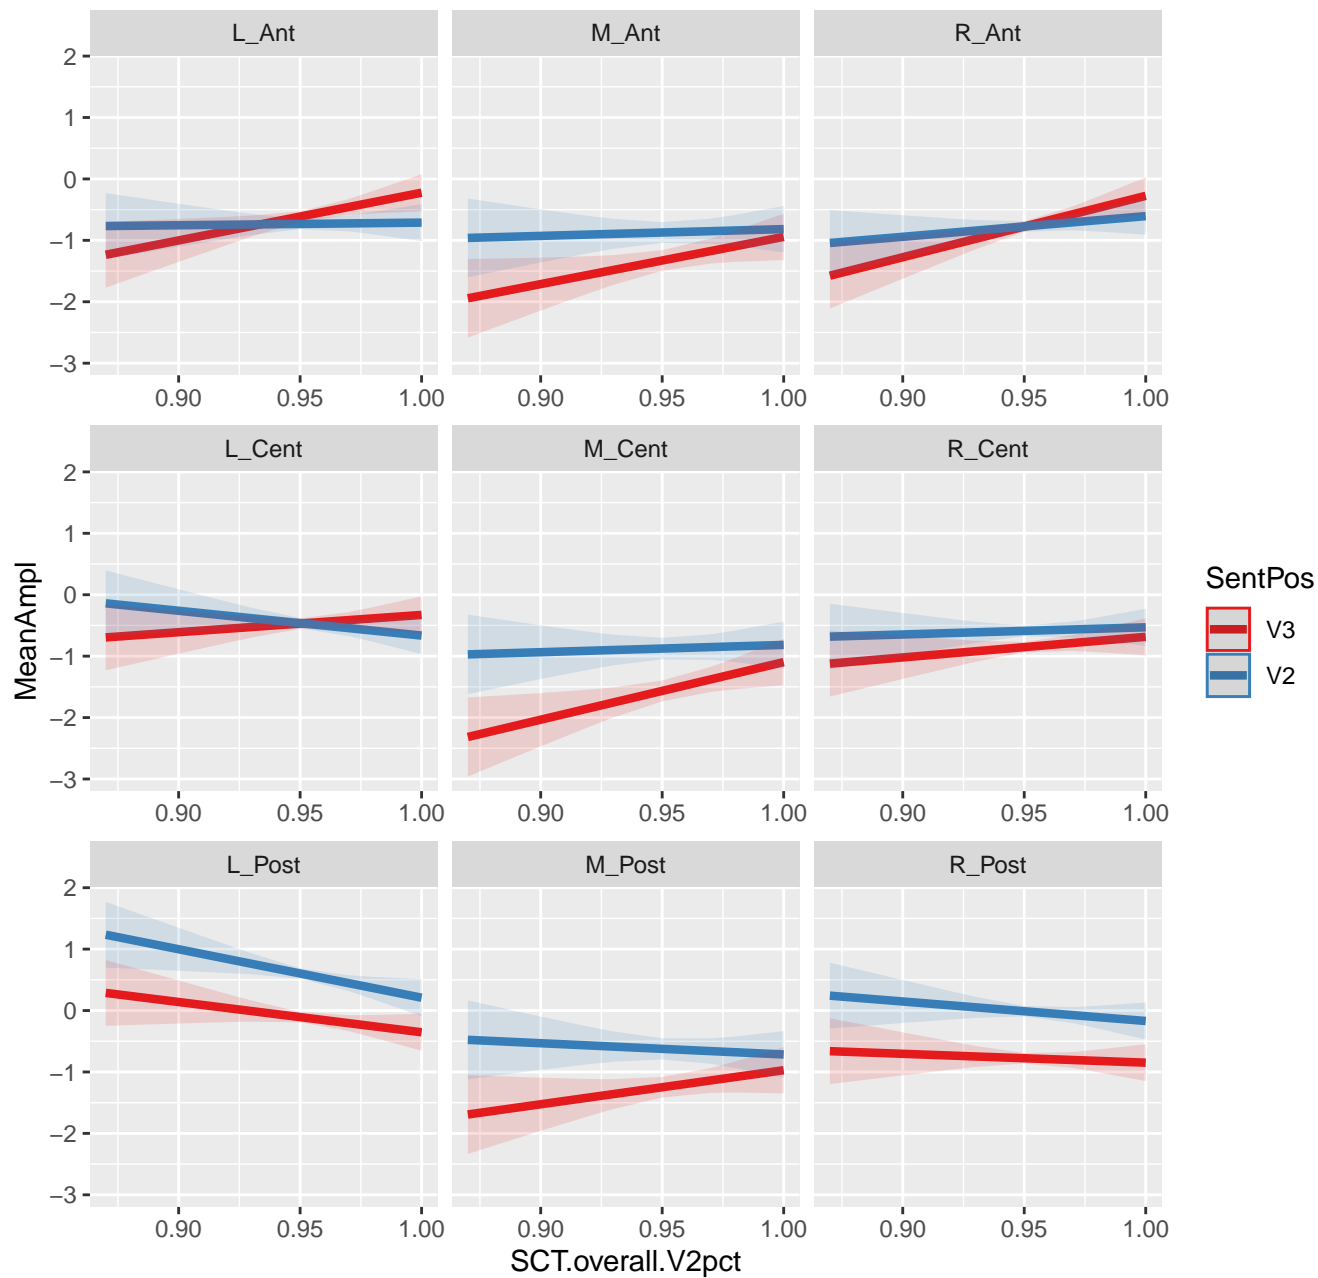 L_Ant M_Ant R_Ant
2
1
0
−1
−2
−3
0.90 0.95 1.00 0.90 0.95 1.00 0.90 0.95 1.00
L_Cent M_Cent R_Cent
2
1
0
−1
−2
−3
0.90 0.95 1.00 0.90 0.95 1.00 0.90 0.95 1.00
L_Post M_Post R_Post
2
1
0
−1
−2
−3
0.90 0.95 1.00 0.90 0.95 1.00 0.90 0.95 1.00
SCT.overall.V2pct
MeanAmpl
SentPos
V3
V2